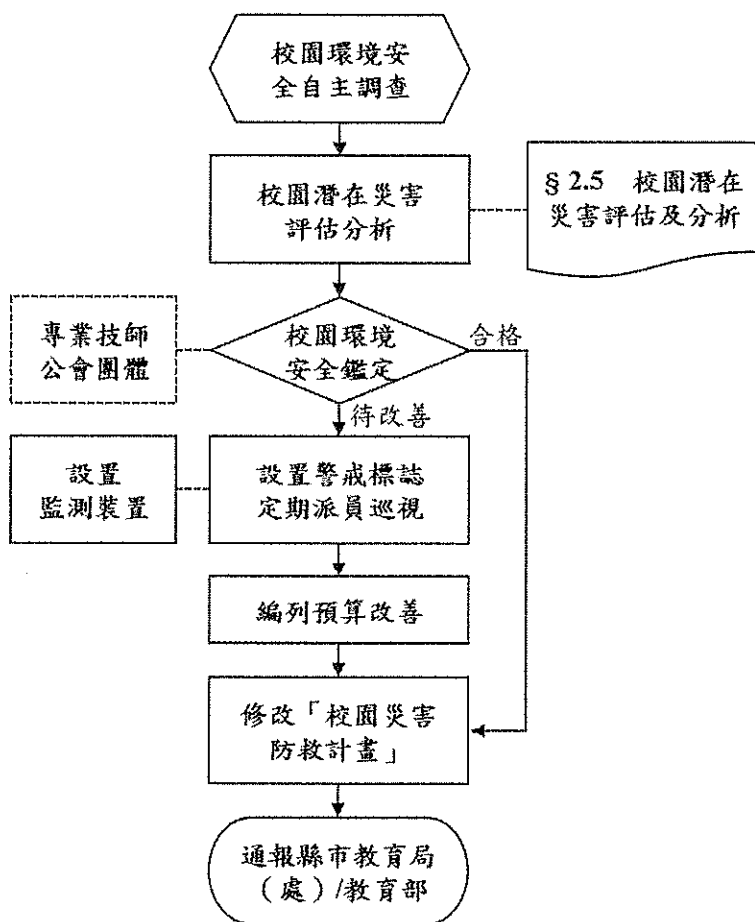 校園環境安
全自主調查
校園潛在災害
評估分析
§ 2.5 校園潛在
災害評估及分析
專業技師
公會團體
校園環境
安全鑑定
合格
待改善
設置
監測裝置
設置警戒標誌
定期派員巡視
編列預算改善
修改「校園災害
防救計畫」
通報縣市教育局
（處）/教育部